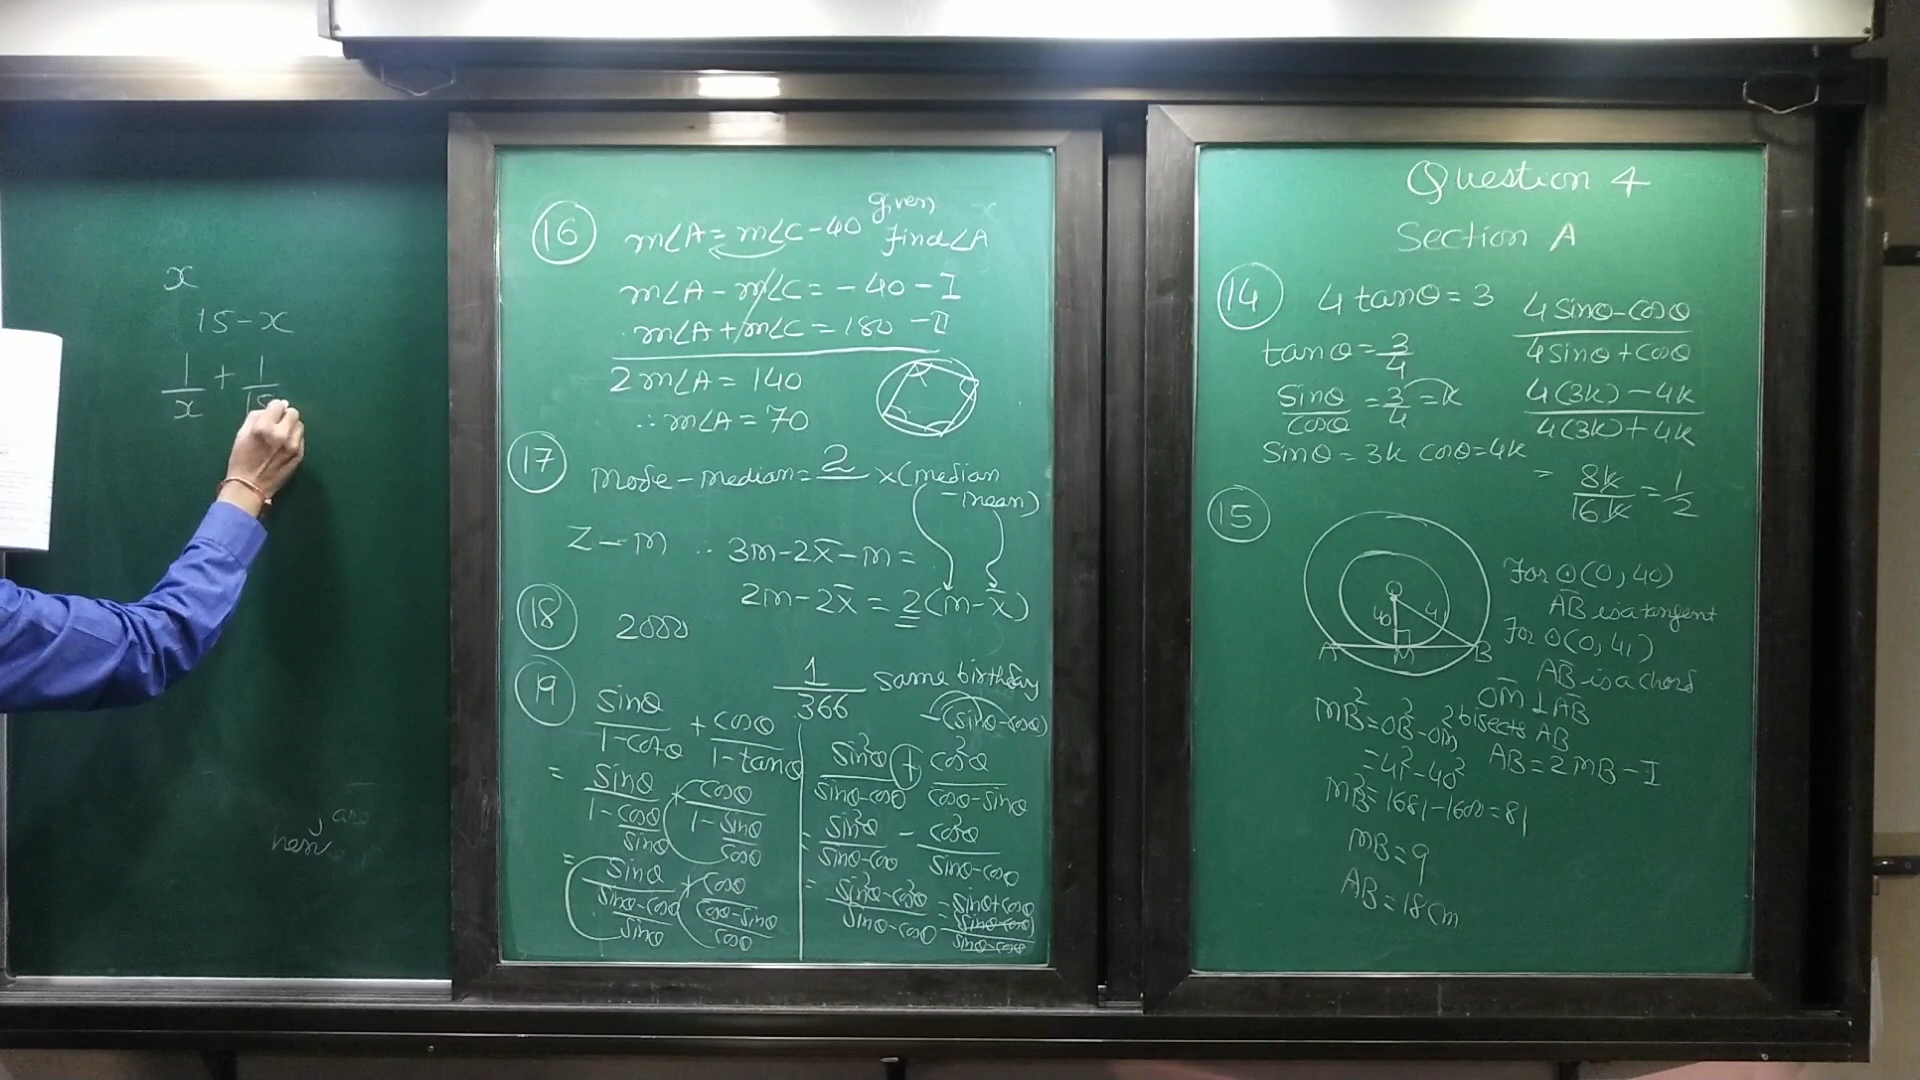 x
15-x
1/x + 1/15
16 m∠A = m∠C-40 given find∠A
m∠A - m∠C = -40 - I
m∠A + m∠C = 180 - II
2m∠A = 140
∴ m∠A = 70
17 Mode - median = 2 x (median - mean)
Z - M ∴ 3M-2x̄-M =
2M-2x̄ = 2(M-x̄)
18 2000
1/366 same birthday
19 sinθ/(1-cotθ) + cosθ/(1-tanθ)
= sinθ/(1-cosθ/sinθ) + cosθ/(1-sinθ/cosθ)
= sinθ/((sinθ-cosθ)/sinθ) + cosθ/((cosθ-sinθ)/cosθ)
-(sinθ-cosθ)
sin²θ/(sinθ-cosθ) + cos²θ/(cosθ-sinθ)
= sin²θ/(sinθ-cosθ) - cos²θ/(sinθ-cosθ)
= (sin²θ-cos²θ)/(sinθ-cosθ) = sinθ+cosθ
Question 4
Section A
14 4tanθ = 3
tanθ = 3/4
sinθ/cosθ = 3/4 = k
sinθ = 3k cosθ = 4k
(4sinθ-cosθ)/(4sinθ+cosθ)
(4(3k)-4k)/(4(3k)+4k)
= 8k/16k = 1/2
15
O
40 41
A M B
For ⊙(O,40)
AB is a tangent
For ⊙(O,41)
AB is a chord
OM ⊥ AB
bisects AB
AB = 2MB - I
MB² = OB² - OM²
= 41² - 40²
MB² = 1681 - 1600 = 81
MB = 9
AB = 18cm